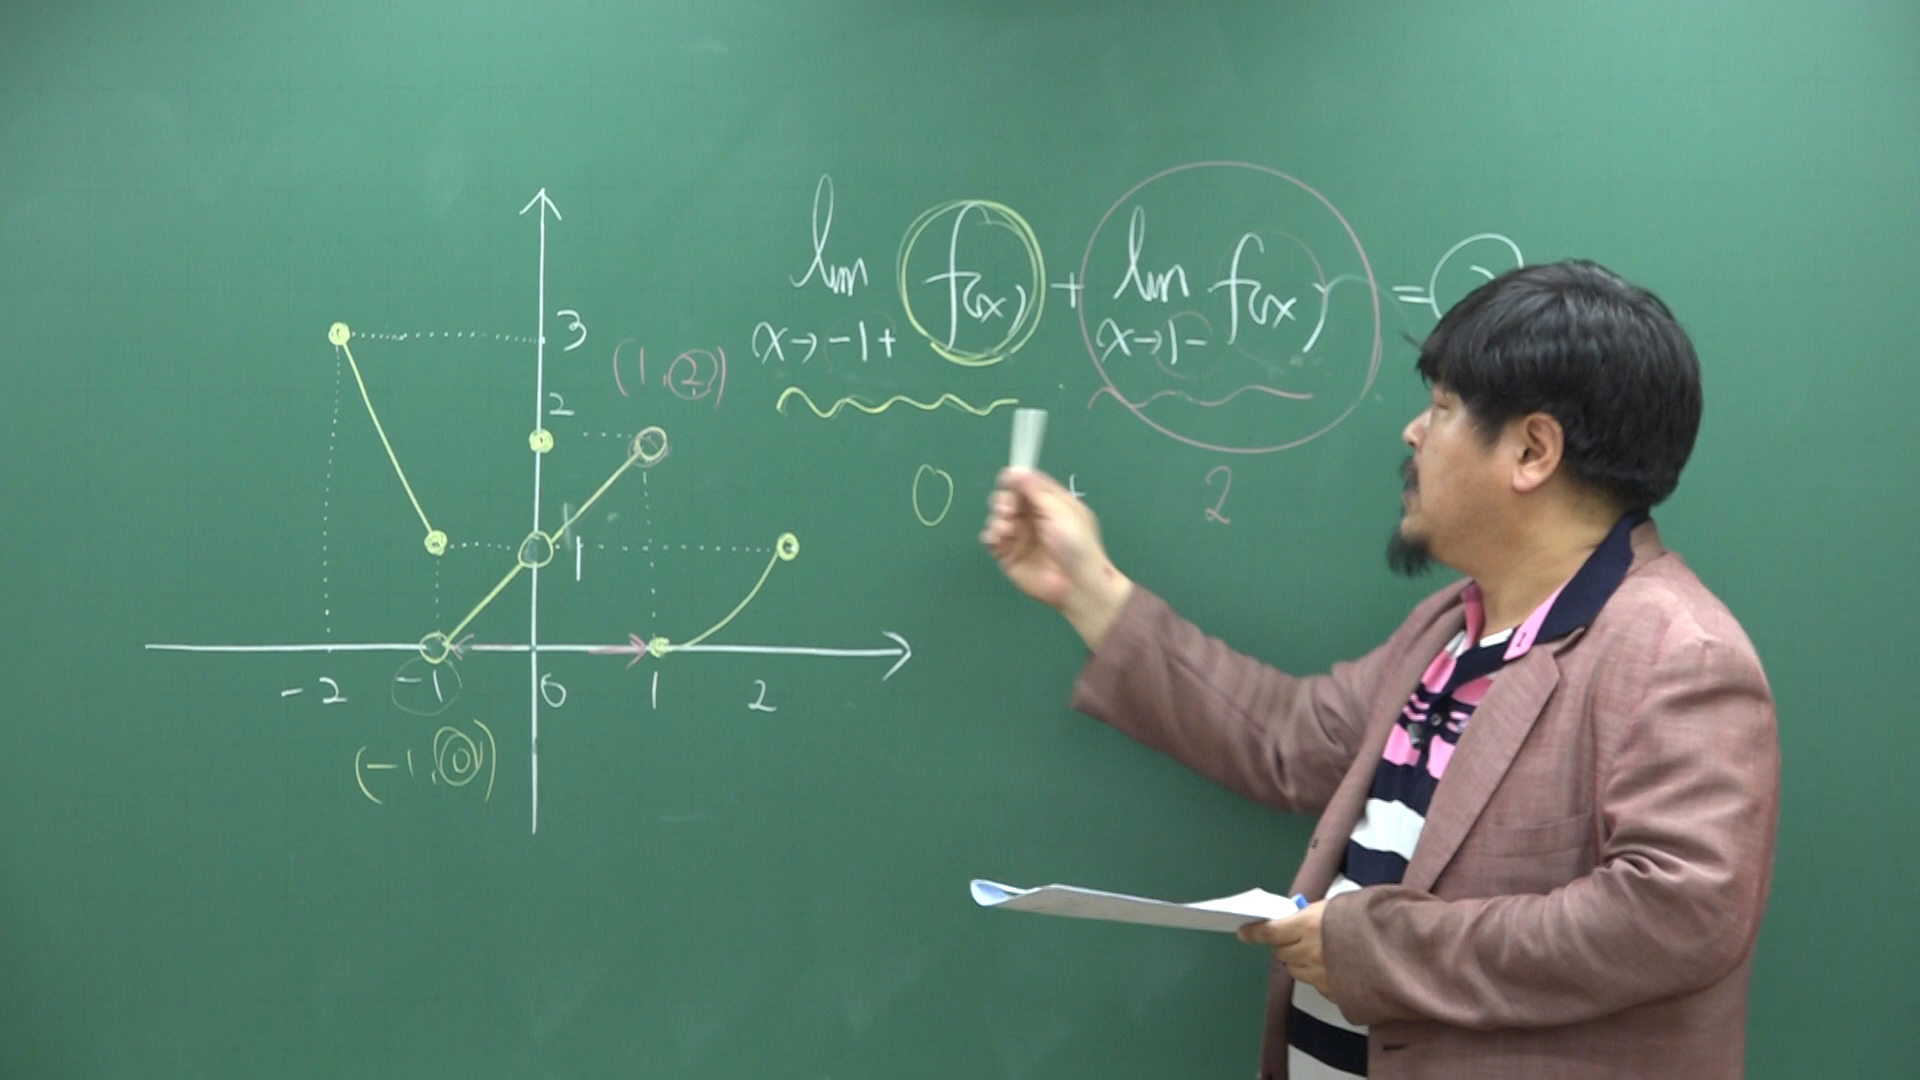 lim f(x) + lim f(x) =
x→-1+ x→1-
0 + 2
3
(1, 2)
2
1
-2 -1 0 1 2
(-1, 0)